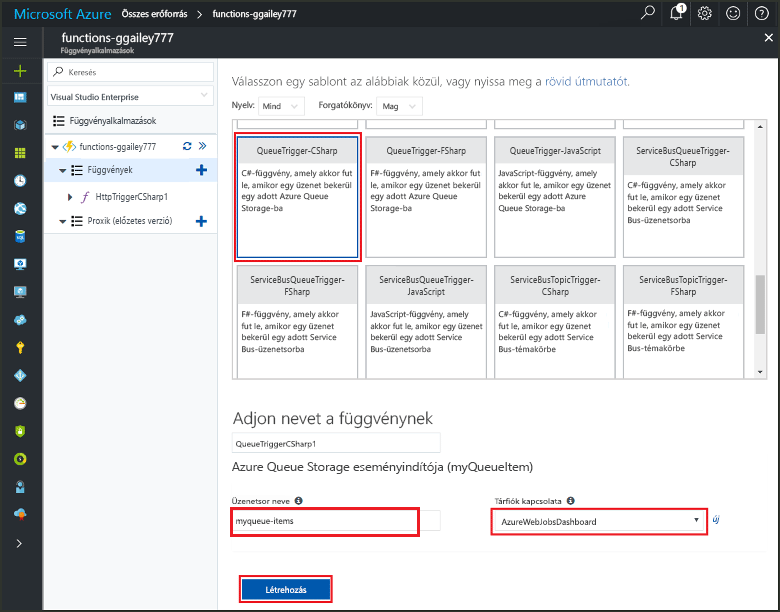 Microsoft Azure Összes erőforrás > functions-ggailey777
1
functions-ggailey777
Függvényalkalmazások
Keresés
Visual Studio Enterprise
Függvényalkalmazások
functions-ggailey777
Függvények
HttpTriggerCSharp1
Proxik (előzetes verzió)
Válasszon egy sablont az alábbiak közül, vagy nyissa meg a rövid útmutatót.
Nyelv: Mind Forgatókönyv: Mag
QueueTrigger-CSharp
C#-függvény, amely akkor fut
le, amikor egy üzenet bekerül
egy adott Azure Queue
Storage-ba
QueueTrigger-FSharp
F#-függvény, amely akkor fut
le, amikor egy üzenet bekerül
egy adott Azure Queue
Storage-ba
QueueTrigger-JavaScript
JavaScript-függvény, amely
akkor fut le, amikor egy üzenet
bekerül egy adott Azure Queue
Storage-ba
ServiceBusQueueTrigger-
CSharp
C#-függvény, amely akkor
fut le, amikor egy üzenet
bekerül egy adott Service
Bus-üzenetsorba
ServiceBusQueueTrigger-
FSharp
F#-függvény, amely akkor
fut le, amikor egy üzenet
bekerül egy adott Service
Bus-üzenetsorba
ServiceBusQueueTrigger-
JavaScript
JavaScript-függvény, amely akkor
fut le, amikor egy üzenet
bekerül egy adott Service
Bus-üzenetsorba
ServiceBusTopicTrigger-
CSharp
C#-függvény, amely akkor
fut le, amikor egy üzenet
bekerül egy adott Service
Bus-témakörbe
ServiceBusTopicTrigger-
FSharp
F#-függvény, amely akkor
fut le, amikor egy üzenet
bekerül egy adott Service
Bus-témakörbe
Adjon nevet a függvénynek
QueueTriggerCSharp1
Azure Queue Storage eseményindítója (myQueueItem)
Üzenetsor neve
myqueue-items
Tárfiók kapcsolata
AzureWebJobsDashboard
új
Létrehozás